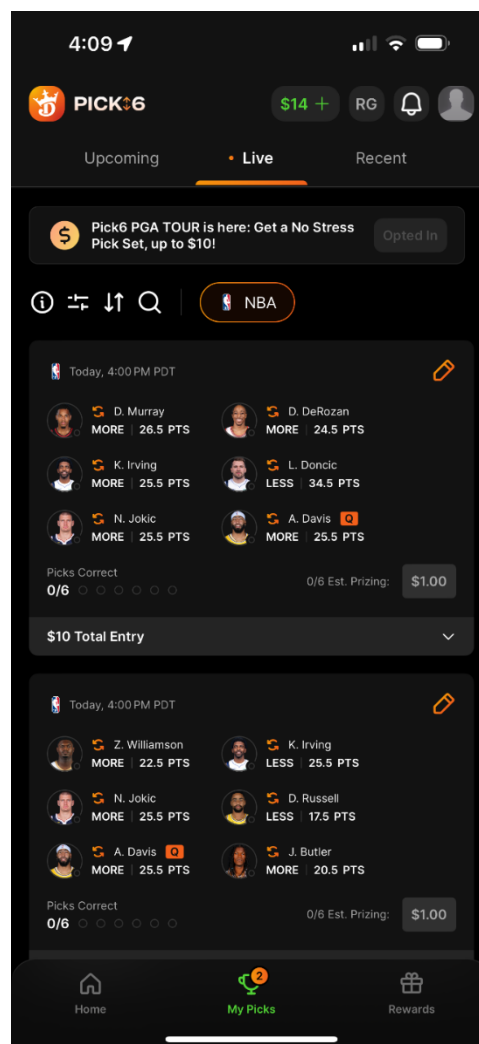 4:09
PICK6
$14 +
RG
Upcoming
Live
Recent
Pick6 PGA TOUR is here: Get a No Stress
Pick Set, up to $10!
Opted In
NBA
Today, 4:00 PM PDT
D. Murray
MORE | 26.5 PTS
D. DeRozan
MORE | 24.5 PTS
K. Irving
MORE | 25.5 PTS
L. Doncic
LESS | 34.5 PTS
N. Jokic
MORE | 25.5 PTS
A. Davis Q
MORE | 25.5 PTS
Picks Correct
0/6
0/6 Est. Prizing:
$1.00
$10 Total Entry
Today, 4:00 PM PDT
Z. Williamson
MORE | 22.5 PTS
K. Irving
LESS | 25.5 PTS
N. Jokic
MORE | 25.5 PTS
D. Russell
LESS | 17.5 PTS
A. Davis Q
MORE | 25.5 PTS
J. Butler
MORE | 20.5 PTS
Picks Correct
0/6
0/6 Est. Prizing:
$1.00
Home
2
My Picks
Rewards